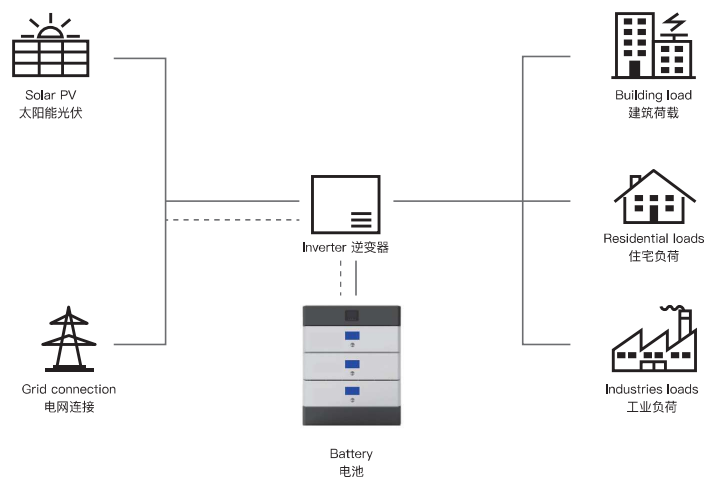 Solar PV
太阳能光伏
Building load
建筑荷载
Inverter 逆变器
Residential loads
住宅负荷
Grid connection
电网连接
Industries loads
工业负荷
Battery
电池